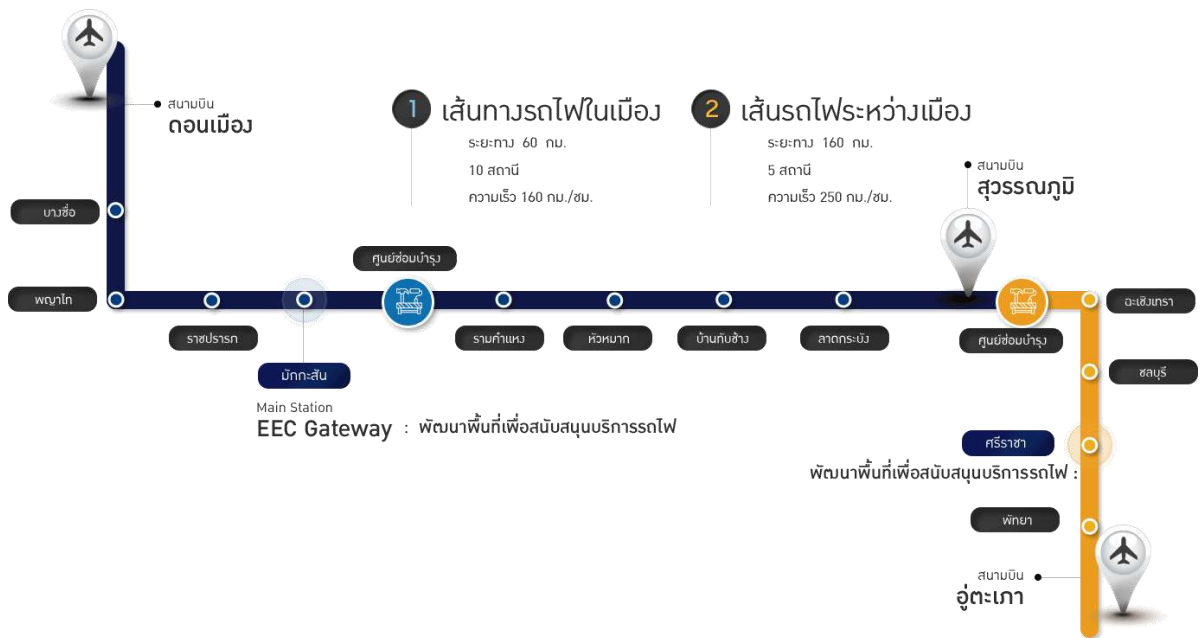 สนามบิน
ดอนเมือง
1 เส้นทางรถไฟในเมือง
ระยะทาง 60 กม.
10 สถานี
ความเร็ว 160 กม./ชม.
2 เส้นรถไฟระหว่างเมือง
ระยะทาง 160 กม.
5 สถานี
ความเร็ว 250 กม./ชม.
สนามบิน
สุวรรณภูมิ
บางซื่อ
ศูนย์ซ่อมบำรุง
พญาไท
ฉะเชิงเทรา
ราชปรารภ
รามคำแหง
หัวหมาก
บ้านทับช้าง
ลาดกระบัง
ศูนย์ซ่อมบำรุง
มักกะสัน
ชลบุรี
Main Station
EEC Gateway : พัฒนาพื้นที่เพื่อสนับสนุนบริการรถไฟ
ศรีราชา
พัฒนาพื้นที่เพื่อสนับสนุนบริการรถไฟ :
พัทยา
สนามบิน
อู่ตะเภา